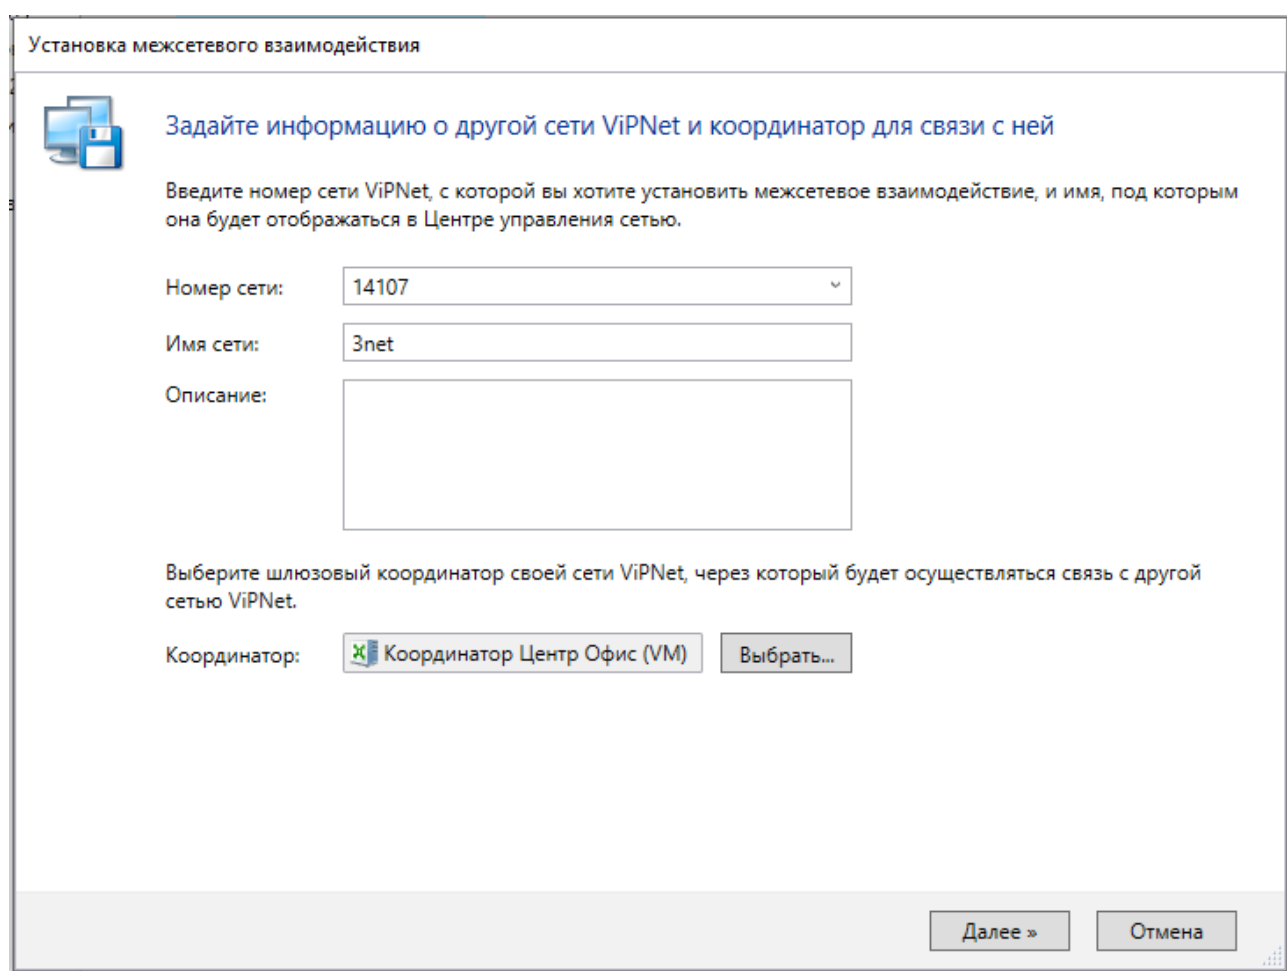 Установка межсетевого взаимодействия
Задайте информацию о другой сети ViPNet и координатор для связи с ней
Введите номер сети ViPNet, с которой вы хотите установить межсетевое взаимодействие, и имя, под которым
она будет отображаться в Центре управления сетью.
Номер сети: 14107
Имя сети: 3net
Описание:
Выберите шлюзовый координатор своей сети ViPNet, через который будет осуществляться связь с другой
сетью ViPNet.
Координатор: Координатор Центр Офис (VM) Выбрать...
Далее » Отмена